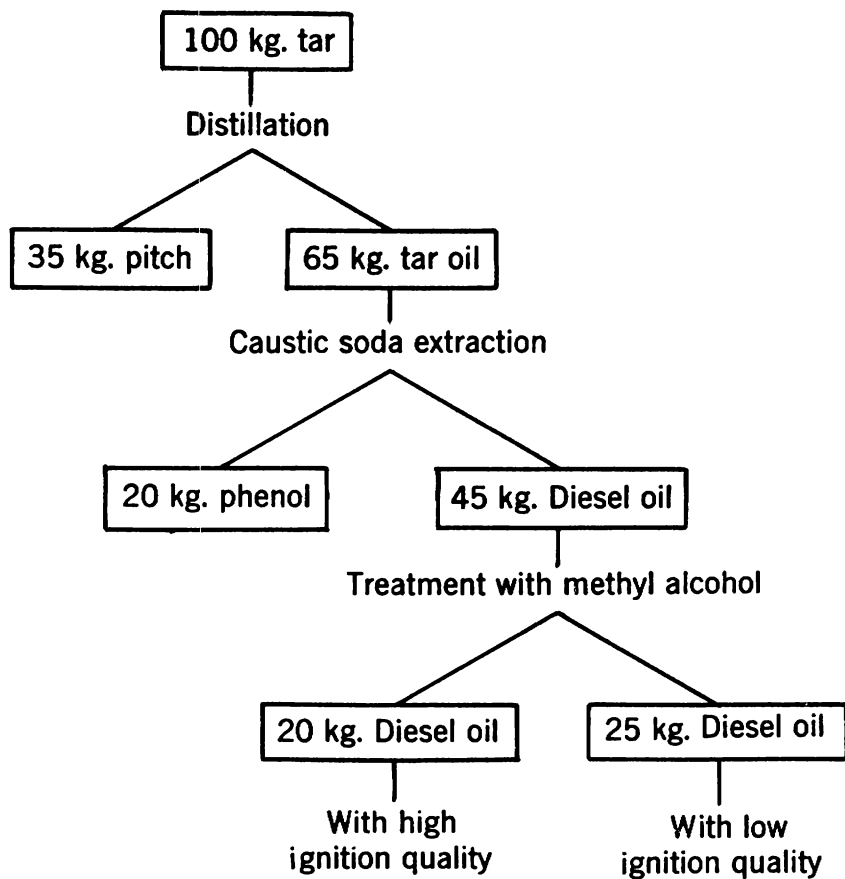 100 kg. tar
Distillation
35 kg. pitch
65 kg. tar oil
Caustic soda extraction
20 kg. phenol
45 kg. Diesel oil
Treatment with methyl alcohol
20 kg. Diesel oil
25 kg. Diesel oil
With high
ignition quality
With low
ignition quality